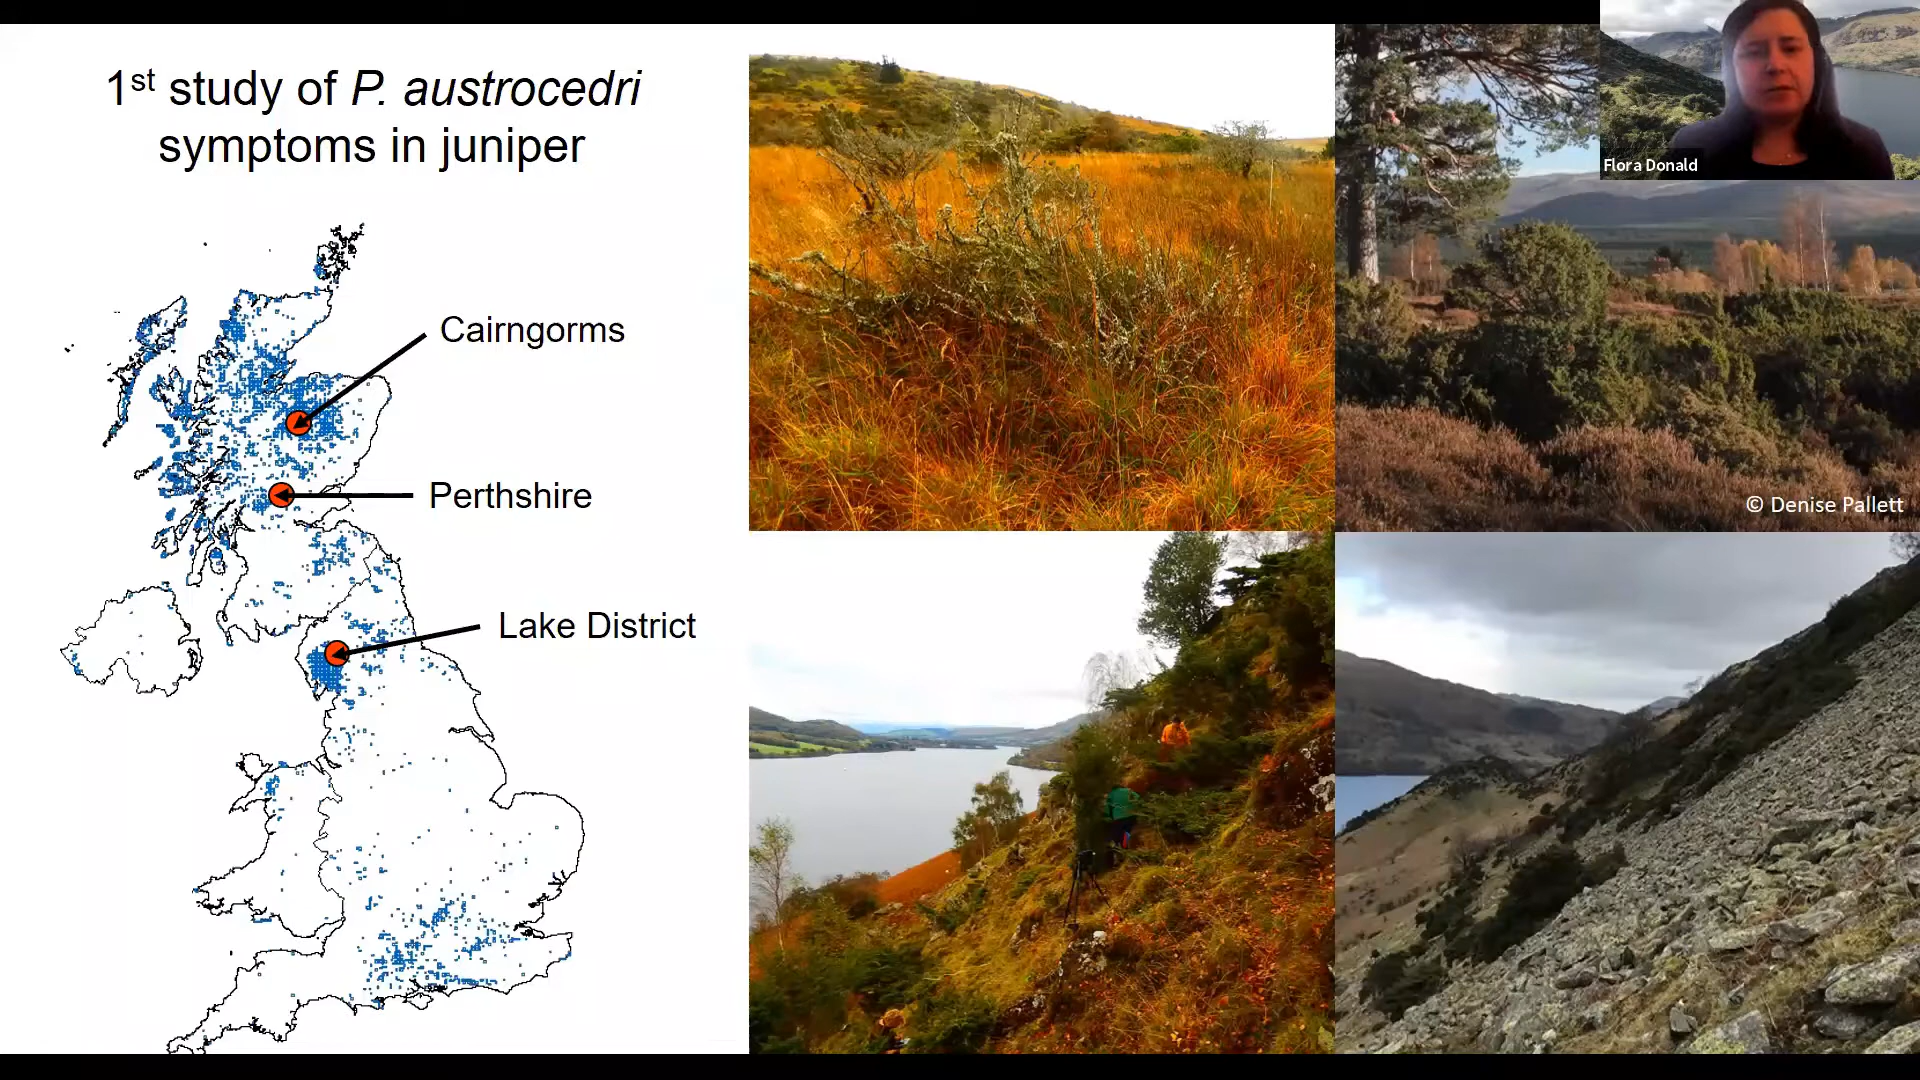 1st study of P. austrocedri
symptoms in juniper
Cairngorms
Perthshire
Lake District
Flora Donald
© Denise Pallett